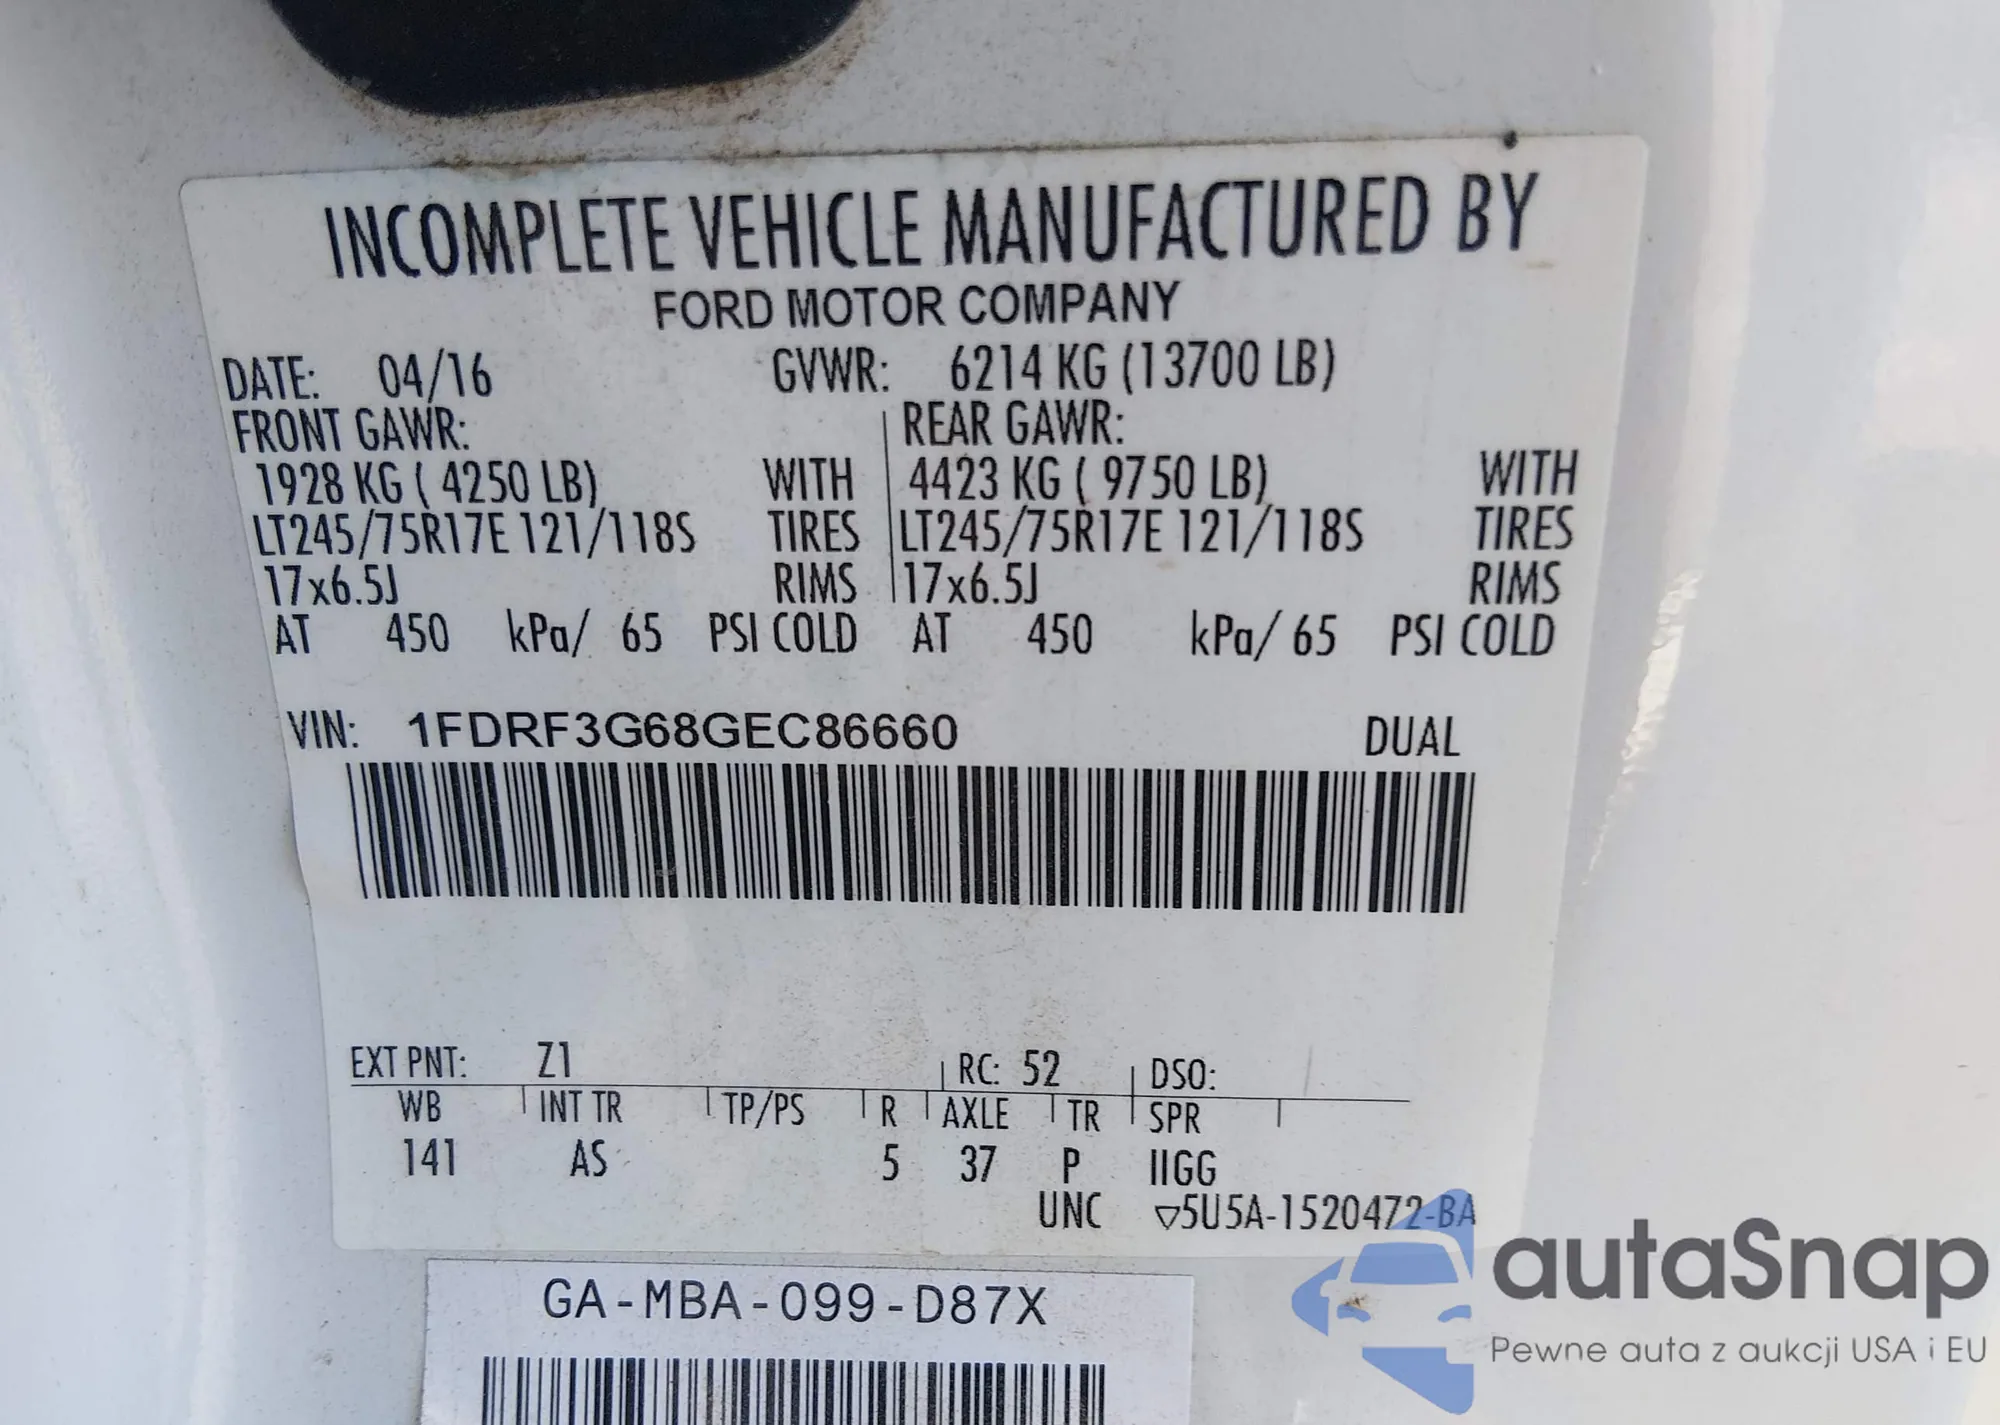 INCOMPLETE VEHICLE MANUFACTURED BY
FORD MOTOR COMPANY
DATE: 04/16 GVWR: 6214 KG (13700 LB)
FRONT GAWR: REAR GAWR:
1928 KG ( 4250 LB) WITH 4423 KG ( 9750 LB) WITH
LT245/75R17E 121/118S TIRES LT245/75R17E 121/118S TIRES
17x6.5J RIMS 17x6.5J RIMS
AT 450 kPa/ 65 PSI COLD AT 450 kPa/ 65 PSI COLD
VIN: 1FDRF3G68GEC86660 DUAL
EXT PNT: Z1 RC: 52 DSO:
WB INT TR TP/PS R AXLE TR SPR
141 AS 5 37 P IIGG
UNC ▽5U5A-1520472-BA
GA-MBA-099-D87X
autaSnap
Pewne auta z aukcji USA i EU